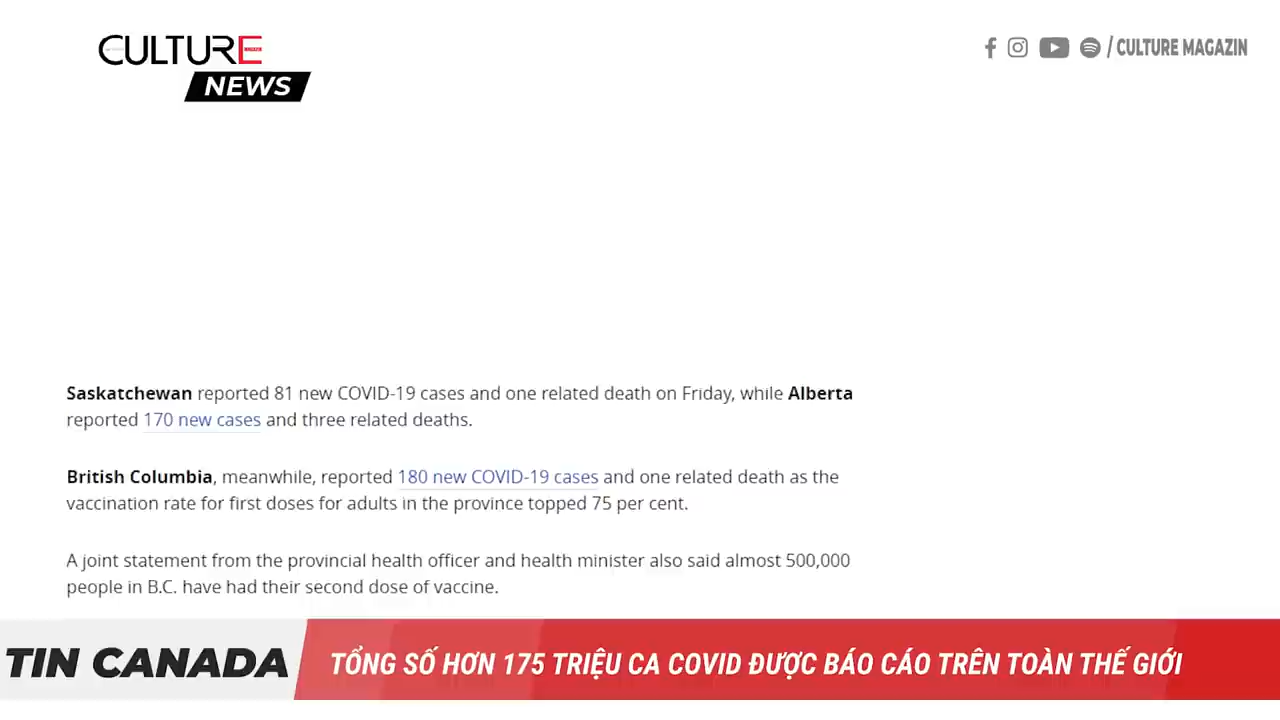 CULTURE
NEWS
/ CULTURE MAGAZIN
Saskatchewan reported 81 new COVID-19 cases and one related death on Friday, while Alberta
reported 170 new cases and three related deaths.
British Columbia, meanwhile, reported 180 new COVID-19 cases and one related death as the
vaccination rate for first doses for adults in the province topped 75 per cent.
A joint statement from the provincial health officer and health minister also said almost 500,000
people in B.C. have had their second dose of vaccine.
TIN CANADA
TỔNG SỐ HƠN 175 TRIỆU CA COVID ĐƯỢC BÁO CÁO TRÊN TOÀN THẾ GIỚI